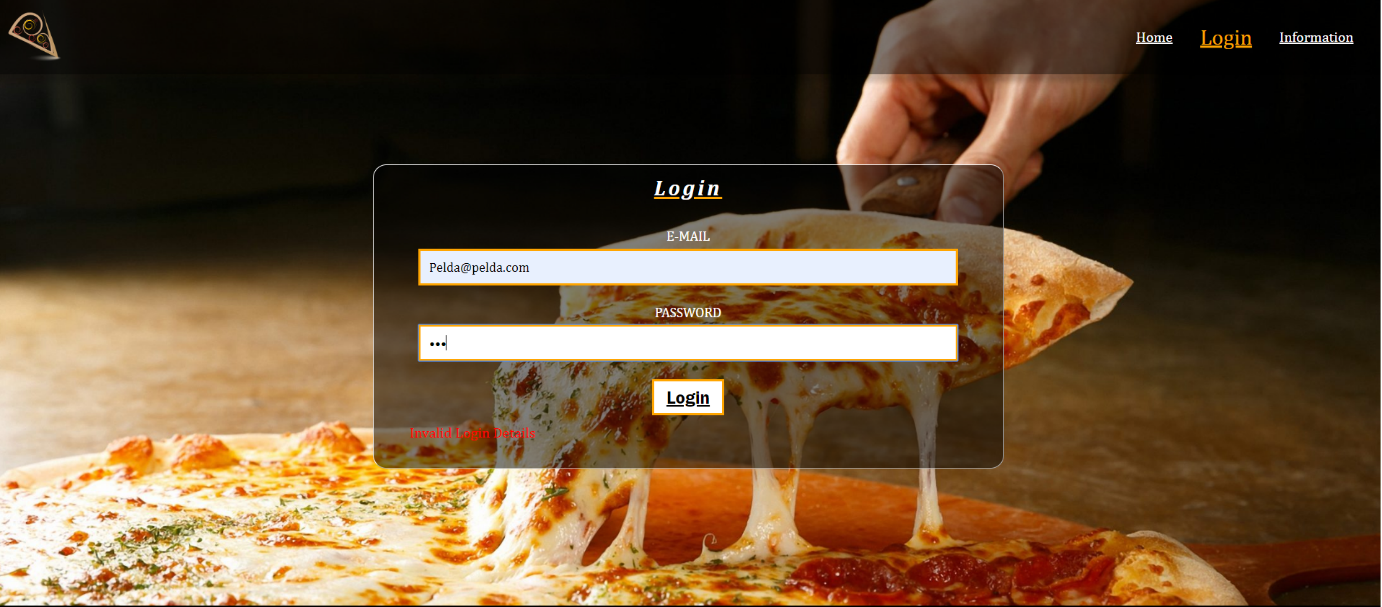 Home Login Information
Login
E-MAIL
Pelda@pelda.com
PASSWORD
Login
Invalid Login Details